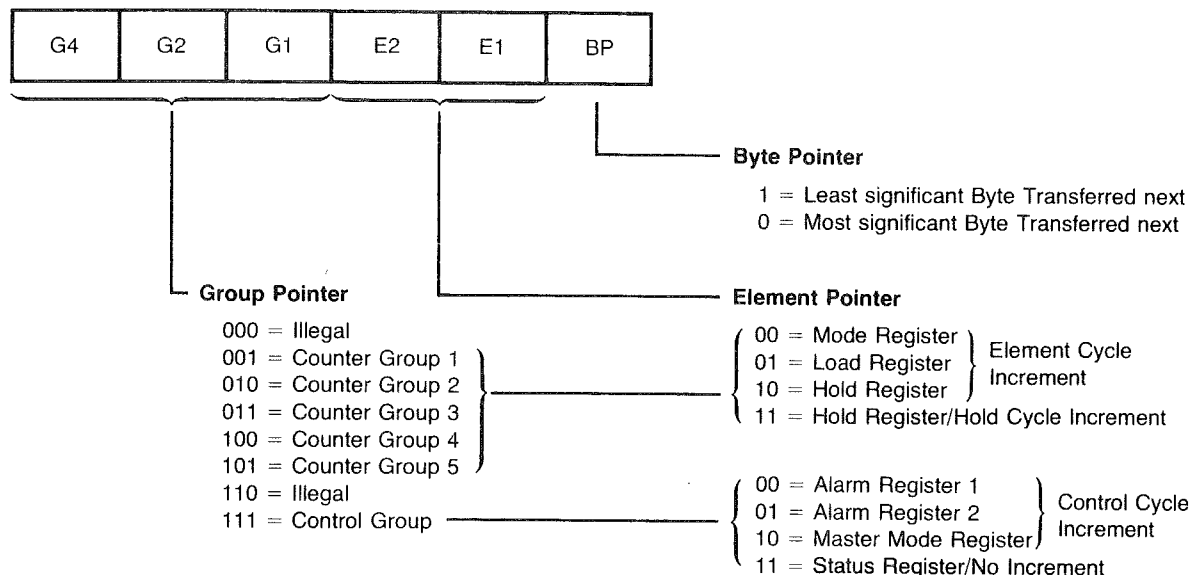 G4 G2 G1 E2 E1 BP
Byte Pointer
1 = Least significant Byte Transferred next
0 = Most significant Byte Transferred next
Group Pointer
000 = Illegal
001 = Counter Group 1
010 = Counter Group 2
011 = Counter Group 3
100 = Counter Group 4
101 = Counter Group 5
110 = Illegal
111 = Control Group
Element Pointer
00 = Mode Register
01 = Load Register
10 = Hold Register
Element Cycle
Increment
11 = Hold Register/Hold Cycle Increment
00 = Alarm Register 1
01 = Alarm Register 2
10 = Master Mode Register
Control Cycle
Increment
11 = Status Register/No Increment